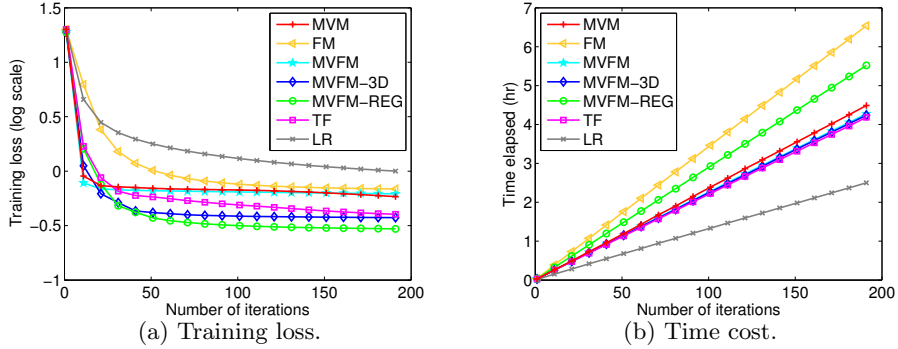 1.5
1
0.5
0
−0.5
−1
0
50
100
150
200
Training loss (log scale)
Number of iterations
MVM
FM
MVFM
MVFM−3D
MVFM−REG
TF
LR
(a) Training loss.
7
6
5
4
3
2
1
0
0
50
100
150
200
Time elapsed (hr)
Number of iterations
MVM
FM
MVFM
MVFM−3D
MVFM−REG
TF
LR
(b) Time cost.